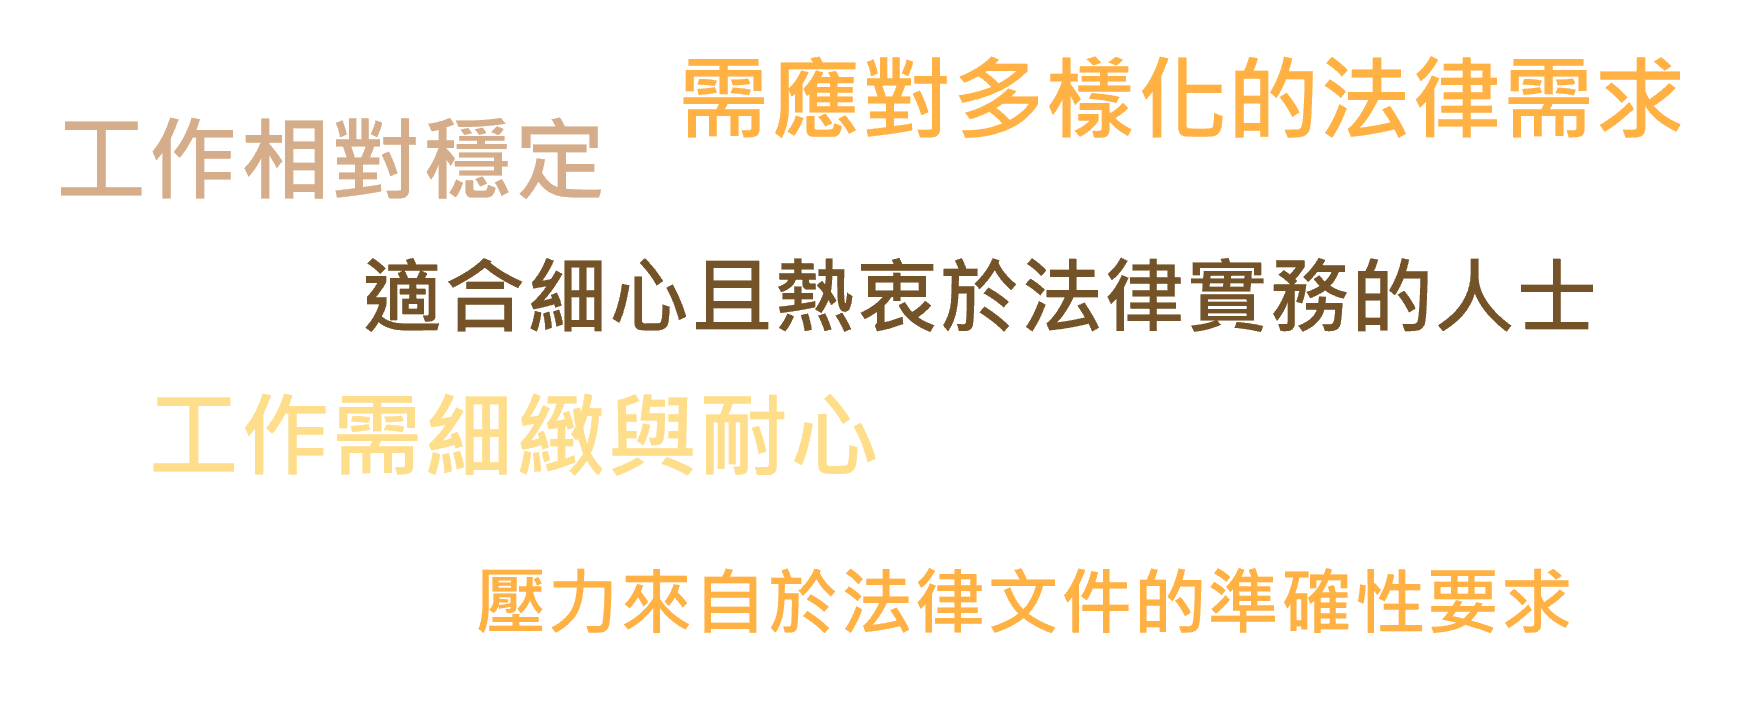 需應對多樣化的法律需求
工作相對穩定
適合細心且熱衷於法律實務的人士
工作需細緻與耐心
壓力來自於法律文件的準確性要求